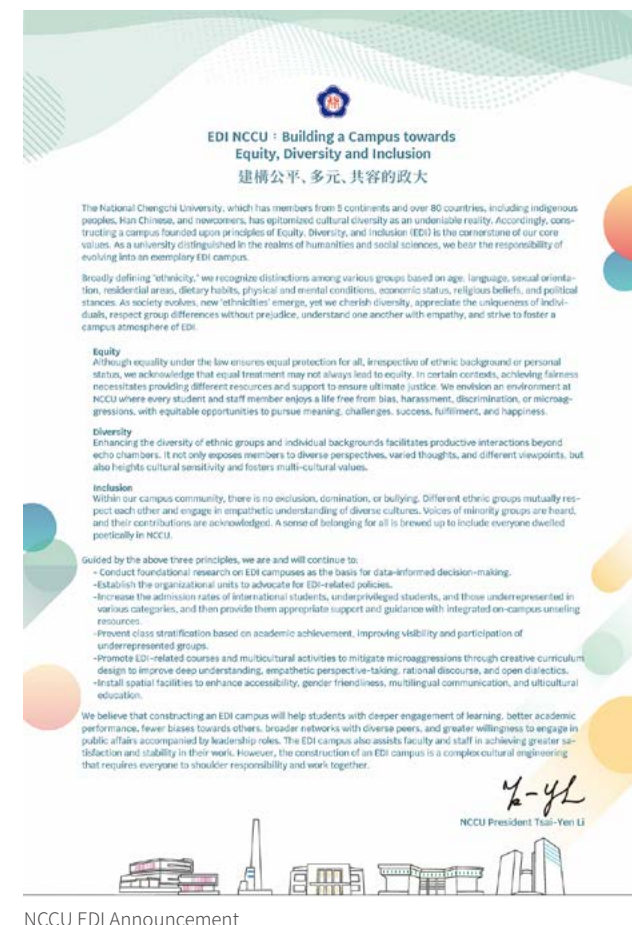 EDI NCCU：Building a Campus towards
Equity, Diversity and Inclusion
建構公平、多元、共容的政大
The National Chengchi University, which has members from 5 continents and over 80 countries, including indigenous
peoples, Han Chinese, and newcomers, has epitomized cultural diversity as an undeniable reality. Accordingly, cons-
tructing a campus founded upon principles of Equity, Diversity, and Inclusion (EDI) is the cornerstone of our core
values. As a university distinguished in the realms of humanities and social sciences, we bear the responsibility of
evolving into an exemplary EDI campus.
Broadly defining "ethnicity," we recognize distinctions among various groups based on age, language, sexual orienta-
tion, residential areas, dietary habits, physical and mental conditions, economic status, religious beliefs, and political
stances. As society evolves, new 'ethnicities' emerge, yet we cherish diversity, appreciate the uniqueness of indivi-
duals, respect group differences without prejudice, understand one another with empathy, and strive to foster a
campus atmosphere of EDI.
Equity
Although equality under the law ensures equal protection for all, irrespective of ethnic background or personal
status, we acknowledge that equal treatment may not always lead to equity. In certain contexts, achieving fairness
necessitates providing different resources and support to ensure ultimate justice. We envision an environment at
NCCU where every student and staff member enjoys a life free from bias, harassment, discrimination, or microag-
gressions, with equitable opportunities to pursue meaning, challenges, success, fulfillment, and happiness.
Diversity
Enhancing the diversity of ethnic groups and individual backgrounds facilitates productive interactions beyond
echo chambers. It not only exposes members to diverse perspectives, varied thoughts, and different viewpoints, but
also heights cultural sensitivity and fosters multi-cultural values.
Inclusion
Within our campus community, there is no exclusion, domination, or bullying. Different ethnic groups mutually res-
pect each other and engage in empathetic understanding of diverse cultures. Voices of minority groups are heard,
and their contributions are acknowledged. A sense of belonging for all is brewed up to include everyone dwelled
poetically in NCCU.
Guided by the above three principles, we are and will continue to:
- Conduct foundational research on EDI campuses as the basis for data-informed decision-making.
-Establish the organizational units to advocate for EDI-related policies.
-Increase the admission rates of international students, underprivileged students, and those underrepresented in
various categories, and then provide them appropriate support and guidance with integrated on-campus unseling
resources.
-Prevent class stratification based on academic achievement, improving visibility and participation of
underrepresented groups.
-Promote EDI-related courses and multicultural activities to mitigate microaggressions through creative curriculum
design to improve deep understanding, empathetic perspective-taking, rational discourse, and open dialectics.
-Install spatial facilities to enhance accessibility, gender friendliness, multilingual communication, and ulticultural
education.
We believe that constructing an EDI campus will help students with deeper engagement of learning, better academic
performance, fewer biases towards others, broader networks with diverse peers, and greater willingness to engage in
public affairs accompanied by leadership roles. The EDI campus also assists faculty and staff in achieving greater sa-
tisfaction and stability in their work. However, the construction of an EDI campus is a complex cultural engineering
that requires everyone to shoulder responsibility and work together.
NCCU President Tsai-Yen Li
NCCU EDI Announcement